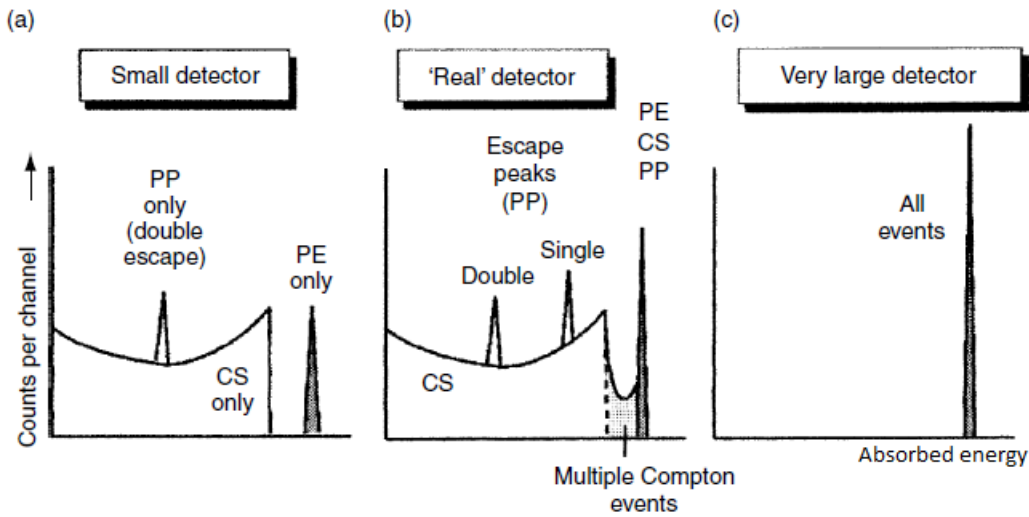 (a)
Small detector
Counts per channel
PP
only
(double
escape)
PE
only
CS
only
(b)
'Real' detector
Escape
peaks
(PP)
PE
CS
PP
Double
Single
CS
Multiple Compton
events
(c)
Very large detector
All
events
Absorbed energy